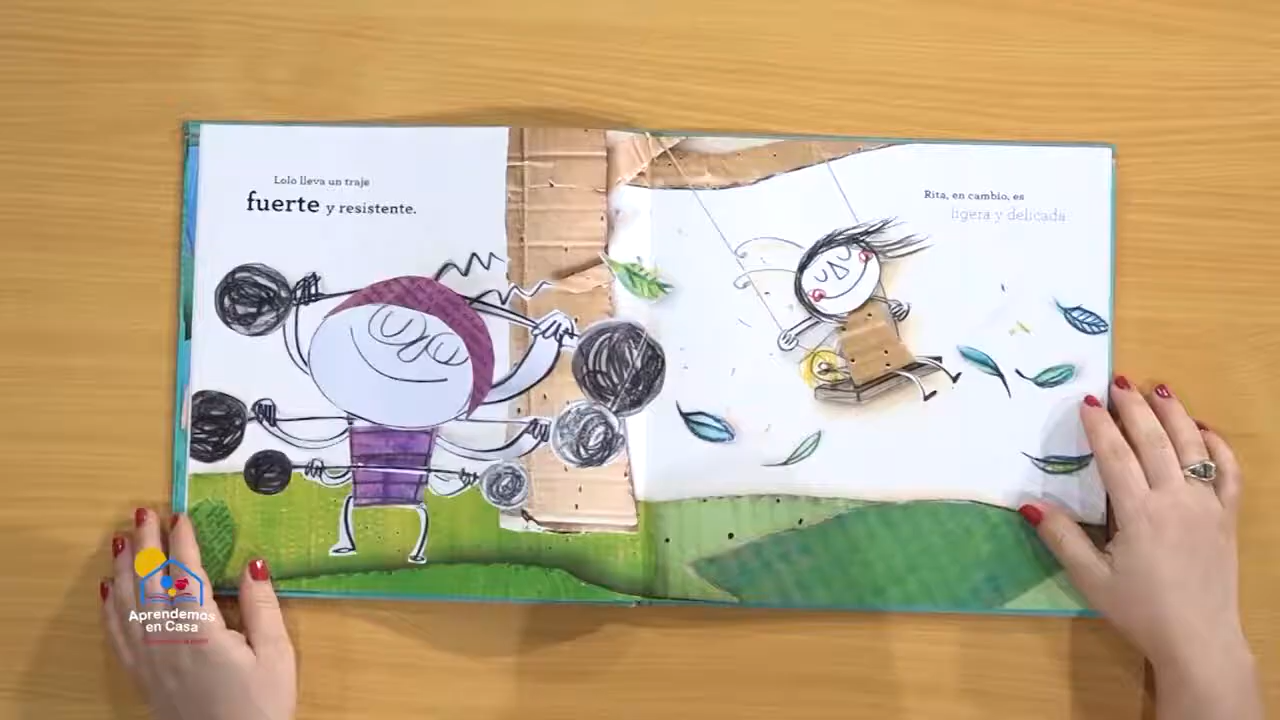 Lolo lleva un traje
fuerte y resistente.
Rita, en cambio, es
ligera y delicada
Aprendemos
en Casa